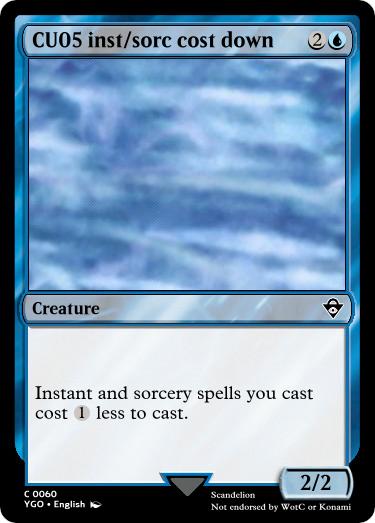 CU05 inst/sorc cost down 2
Creature
Instant and sorcery spells you cast
cost 1 less to cast.
2/2
C 0060
YGO • English
Scandelion
Not endorsed by WotC or Konami